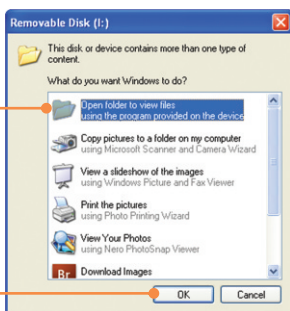 Removable Disk (I:)
This disk or device contains more than one type of
content.
What do you want Windows to do?
Open folder to view files
using the program provided on the device
Copy pictures to a folder on my computer
using Microsoft Scanner and Camera Wizard
View a slideshow of the images
using Windows Picture and Fax Viewer
Print the pictures
using Photo Printing Wizard
View Your Photos
using Nero PhotoSnap Viewer
Br Download Images
OK Cancel